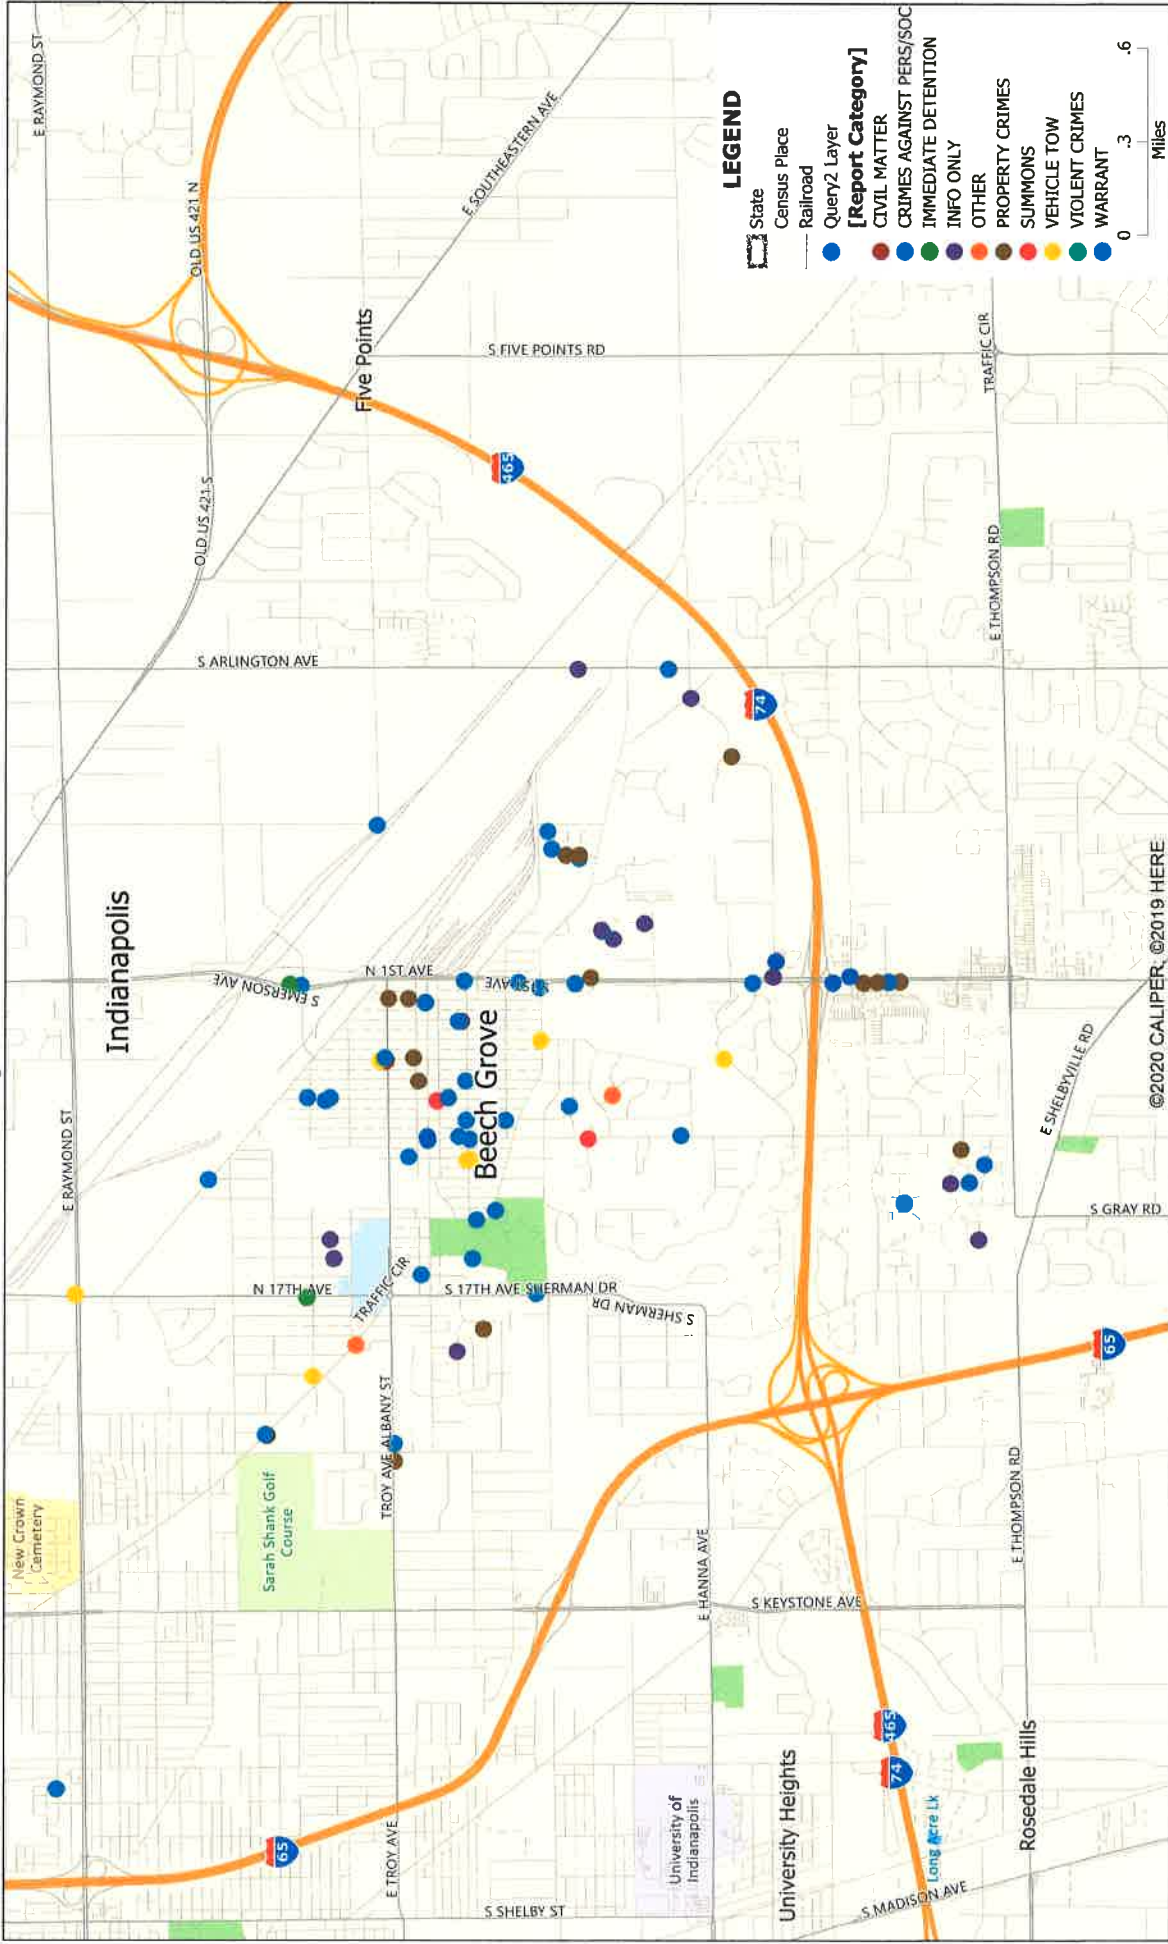 E RAYMOND ST
OLD US 421 N
E SOUTHEASTERN AVE
Five Points
S FIVE POINTS RD
TRAFFIC CIR
465
OLD US 421 S
E THOMPSON RD
S ARLINGTON AVE
74
Indianapolis
S EMERSON AVE
N 1ST AVE
S 1ST AVE
Beech Grove
E RAYMOND ST
E SHELBYVILLE RD
S GRAY RD
N 17TH AVE
TRAFFIC CIR
S 17TH AVE
SHERMAN DR
S SHERMAN DR
65
TROY AVE
ALBANY ST
New Crown
Cemetery
Sarah Shank Golf
Course
E HANNA AVE
S KEYSTONE AVE
E THOMPSON RD
65
E TROY AVE
S SHELBY ST
University of
Indianapolis
University Heights
465
74
Long Acre Lk
S MADISON AVE
Rosedale Hills
LEGEND
State
Census Place
Railroad
Query2 Layer
[Report Category]
CIVIL MATTER
CRIMES AGAINST PERS/SOC
IMMEDIATE DETENTION
INFO ONLY
OTHER
PROPERTY CRIMES
SUMMONS
VEHICLE TOW
VIOLENT CRIMES
WARRANT
0 .3 .6
Miles
©2020 CALIPER; ©2019 HERE